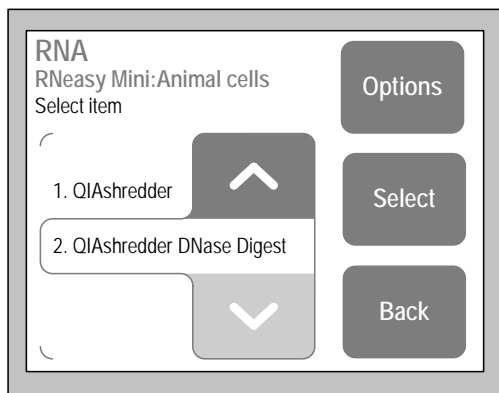 RNA
RNeasy Mini:Animal cells
Select item
1. QIAshredder
2. QIAshredder DNase Digest
Options
Select
Back